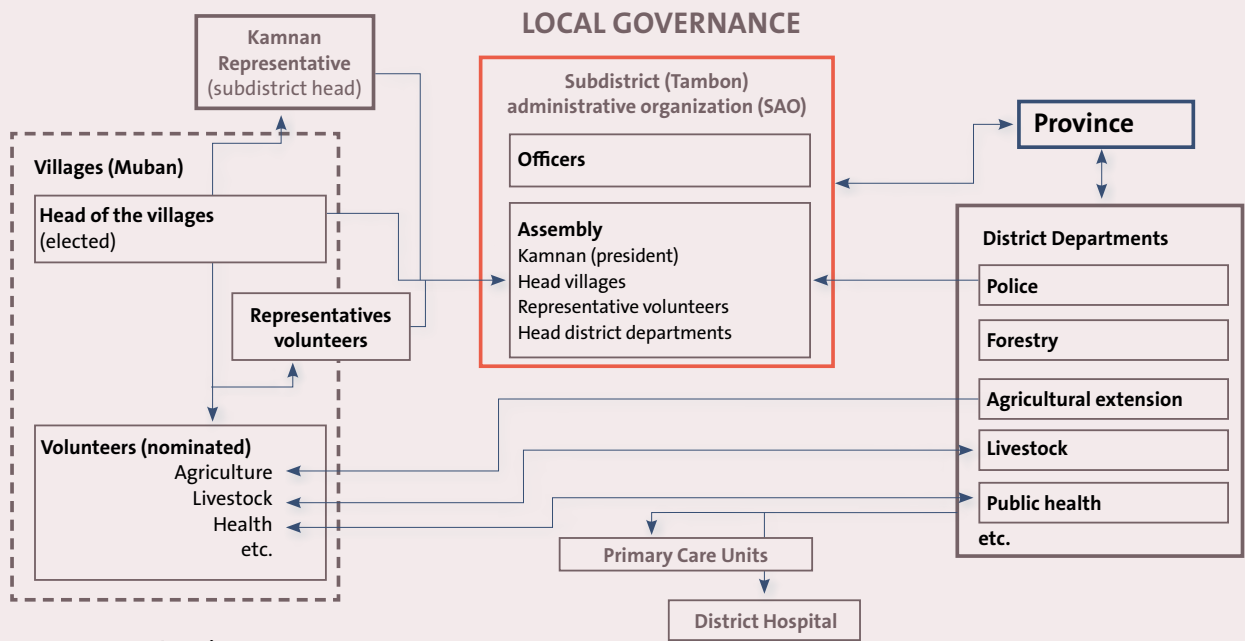 LOCAL GOVERNANCE
Kamnan
Representative
(subdistrict head)
Villages (Muban)
Head of the villages
(elected)
Representatives
volunteers
Volunteers (nominated)
Agriculture
Livestock
Health
etc.
Subdistrict (Tambon)
administrative organization (SAO)
Officers
Assembly
Kamnan (president)
Head villages
Representative volunteers
Head district departments
Province
District Departments
Police
Forestry
Agricultural extension
Livestock
Public health
etc.
Primary Care Units
District Hospital